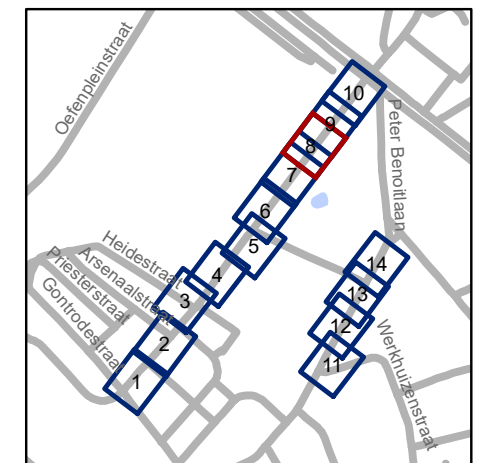 Oefenpleinstraat
10
9
8
7
6
5
4
3
2
1
Peter Benoitlaan
Heidestraat
Arsenaalstraat
Priesterstraat
Gontrodestraat
14
13
12
11
Werkhuizenstraat